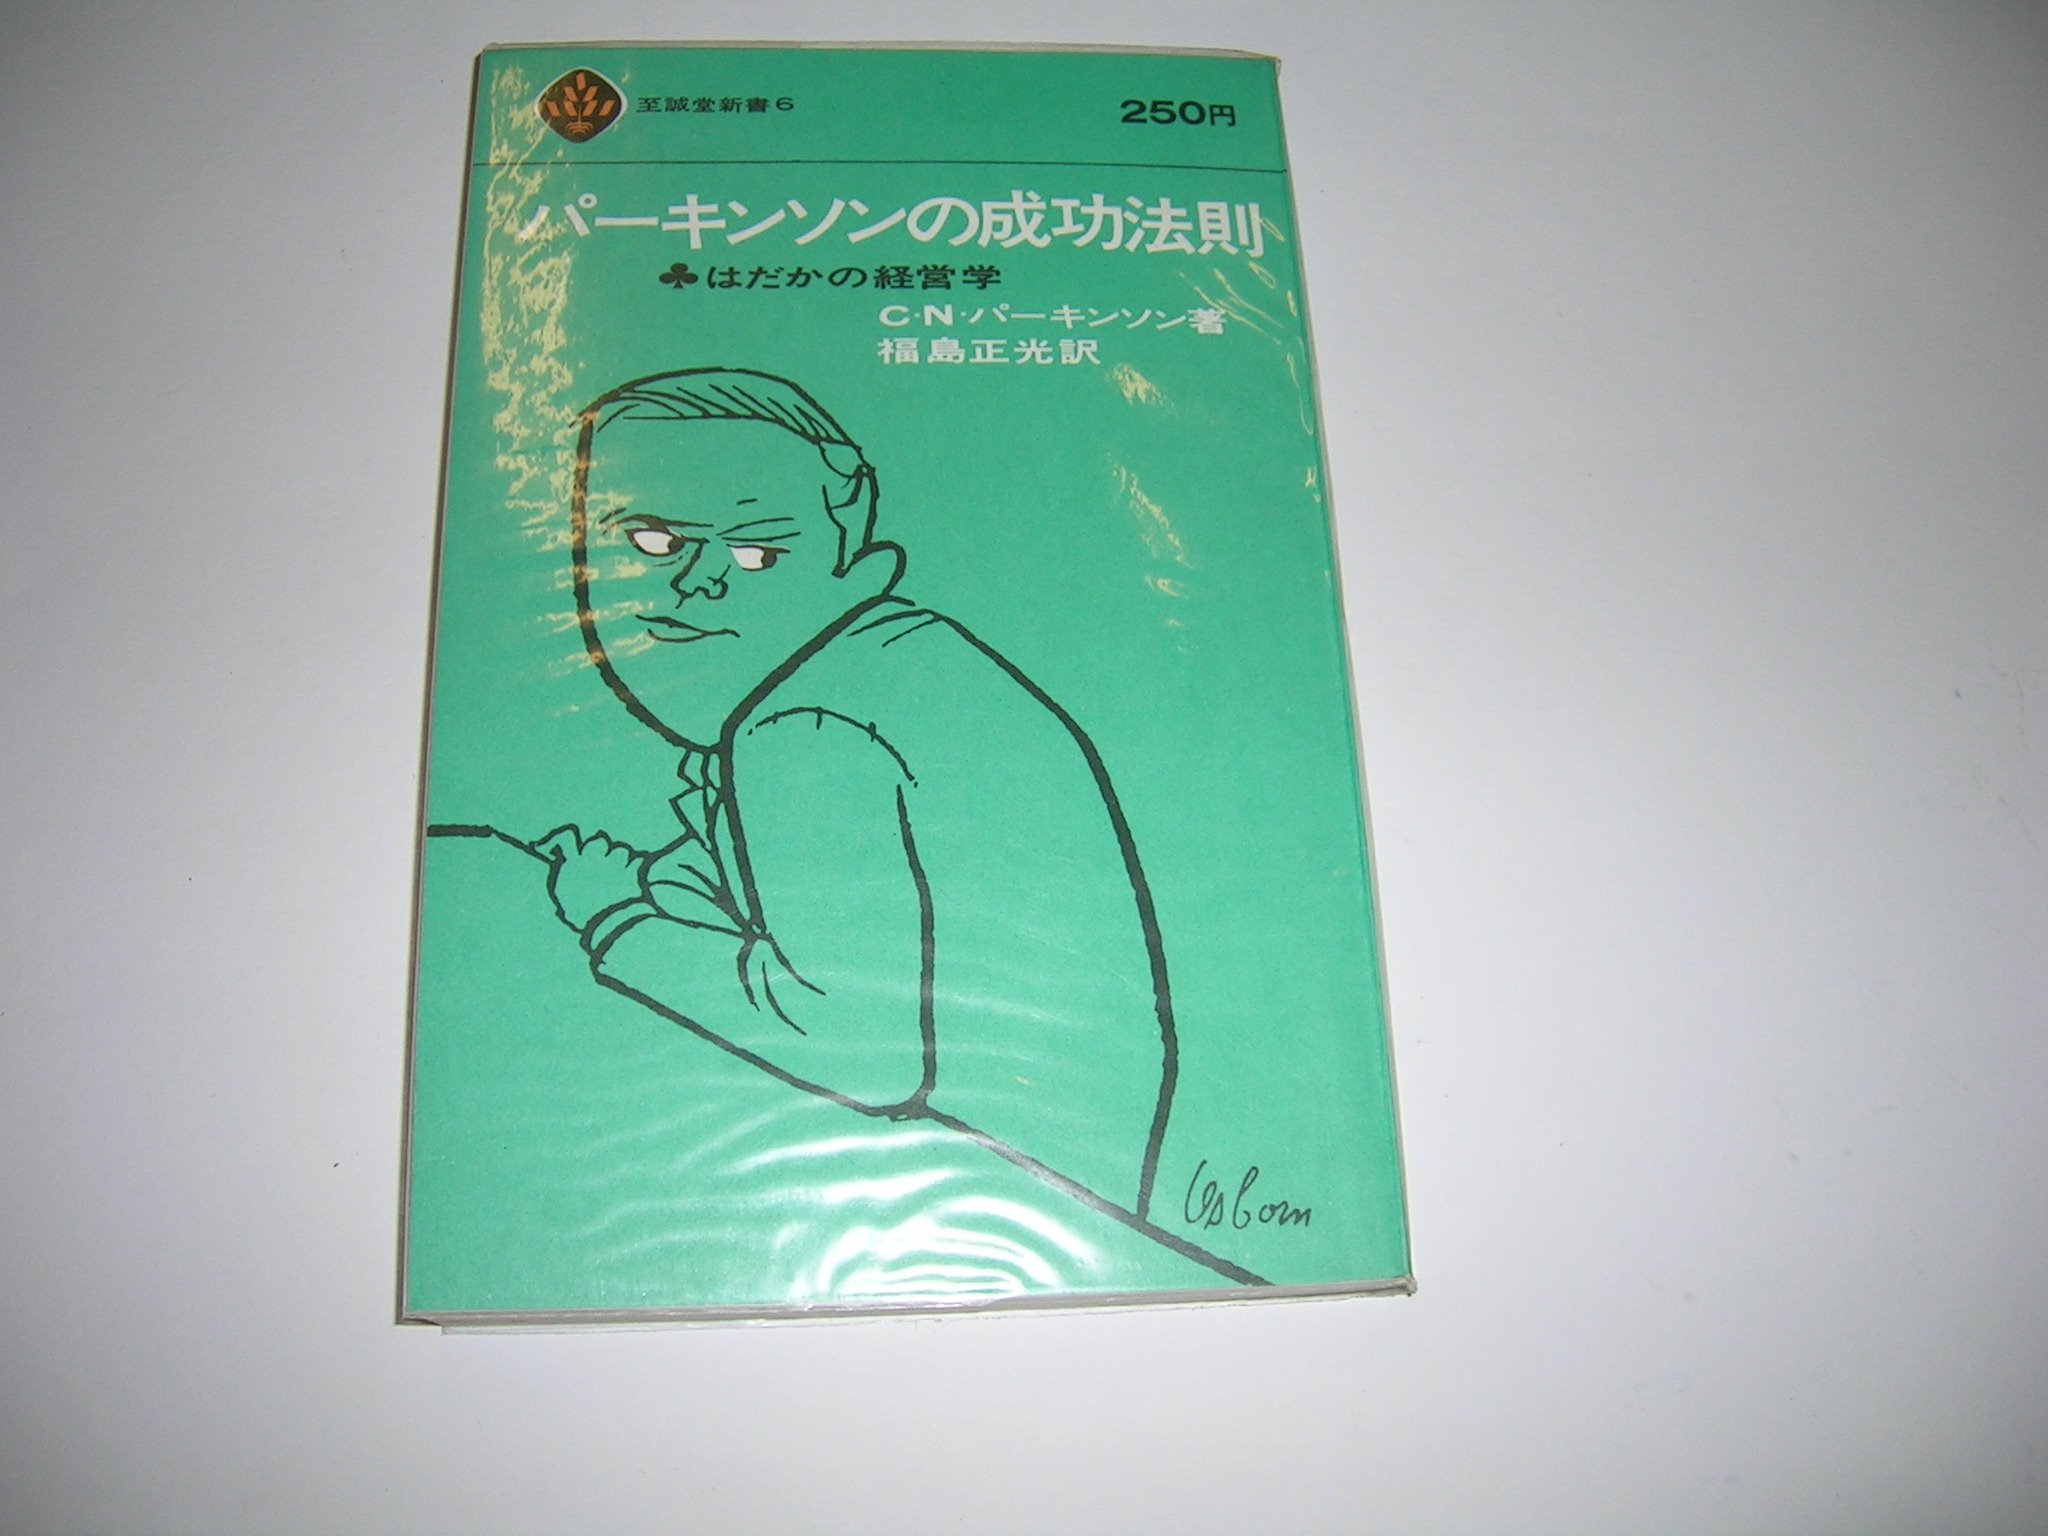 至誠堂新書6
250円
パーキンソンの成功法則
♣はだかの経営学
C·N·パーキンソン著
福島正光訳
Osborn